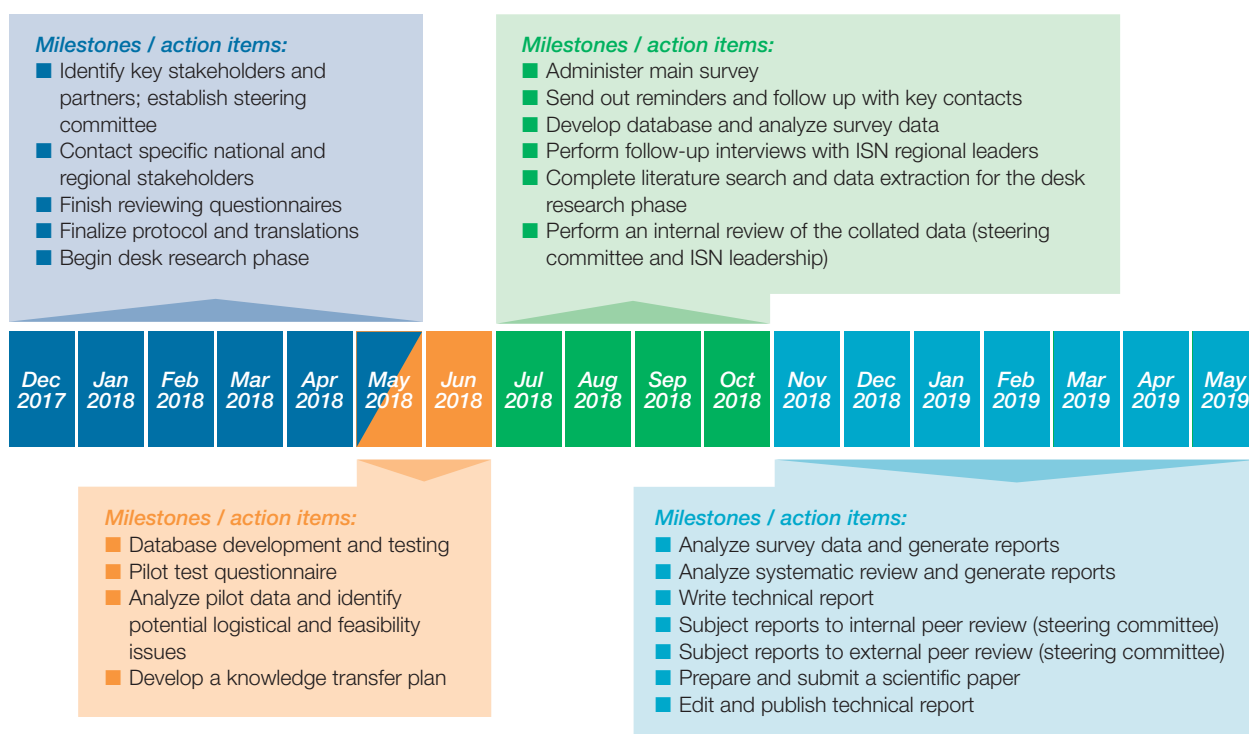 Milestones / action items:
Identify key stakeholders and
partners; establish steering
committee
Contact specific national and
regional stakeholders
Finish reviewing questionnaires
Finalize protocol and translations
Begin desk research phase
Milestones / action items:
Administer main survey
Send out reminders and follow up with key contacts
Develop database and analyze survey data
Perform follow-up interviews with ISN regional leaders
Complete literature search and data extraction for the desk
research phase
Perform an internal review of the collated data (steering
committee and ISN leadership)
Dec
2017
Jan
2018
Feb
2018
Mar
2018
Apr
2018
May
2018
Jun
2018
Jul
2018
Aug
2018
Sep
2018
Oct
2018
Nov
2018
Dec
2018
Jan
2019
Feb
2019
Mar
2019
Apr
2019
May
2019
Milestones / action items:
Database development and testing
Pilot test questionnaire
Analyze pilot data and identify
potential logistical and feasibility
issues
Develop a knowledge transfer plan
Milestones / action items:
Analyze survey data and generate reports
Analyze systematic review and generate reports
Write technical report
Subject reports to internal peer review (steering committee)
Subject reports to external peer review (steering committee)
Prepare and submit a scientific paper
Edit and publish technical report